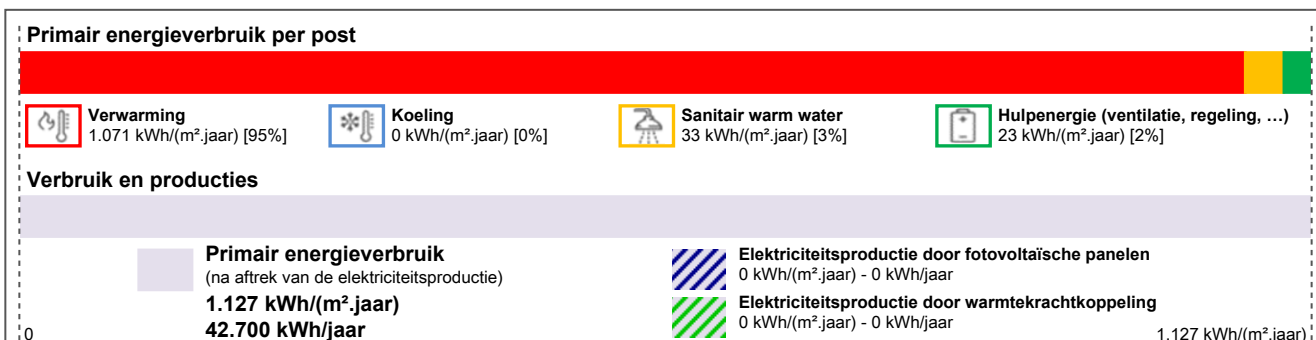 Primair energieverbruik per post
Verwarming
1.071 kWh/(m².jaar) [95%]
Koeling
0 kWh/(m².jaar) [0%]
Sanitair warm water
33 kWh/(m².jaar) [3%]
Hulpenergie (ventilatie, regeling, …)
23 kWh/(m².jaar) [2%]
Verbruik en producties
Primair energieverbruik
(na aftrek van de elektriciteitsproductie)
1.127 kWh/(m².jaar)
42.700 kWh/jaar
Elektriciteitsproductie door fotovoltaïsche panelen
0 kWh/(m².jaar) - 0 kWh/jaar
Elektriciteitsproductie door warmtekrachtkoppeling
0 kWh/(m².jaar) - 0 kWh/jaar
0
1.127 kWh/(m².jaar)